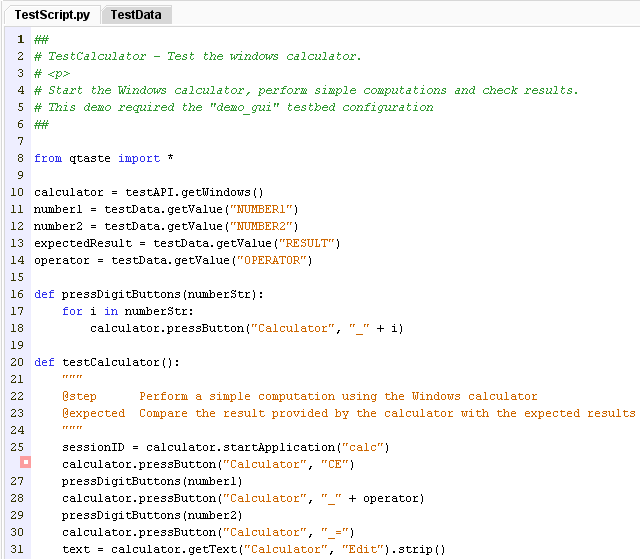 TestScript.py TestData
1 ##
2 # TestCalculator - Test the windows calculator.
3 # <p>
4 # Start the Windows calculator, perform simple computations and check results.
5 # This demo required the "demo_gui" testbed configuration
6 ##
7
8 from qtaste import *
9
10 calculator = testAPI.getWindows()
11 number1 = testData.getValue("NUMBER1")
12 number2 = testData.getValue("NUMBER2")
13 expectedResult = testData.getValue("RESULT")
14 operator = testData.getValue("OPERATOR")
15
16 def pressDigitButtons(numberStr):
17     for i in numberStr:
18         calculator.pressButton("Calculator", "_" + i)
19
20 def testCalculator():
21     """
22     @step      Perform a simple computation using the Windows calculator
23     @expected  Compare the result provided by the calculator with the expected results
24     """
25     sessionID = calculator.startApplication("calc")
    calculator.pressButton("Calculator", "CE")
27     pressDigitButtons(number1)
28     calculator.pressButton("Calculator", "_" + operator)
29     pressDigitButtons(number2)
30     calculator.pressButton("Calculator", "_=")
31     text = calculator.getText("Calculator", "Edit").strip()